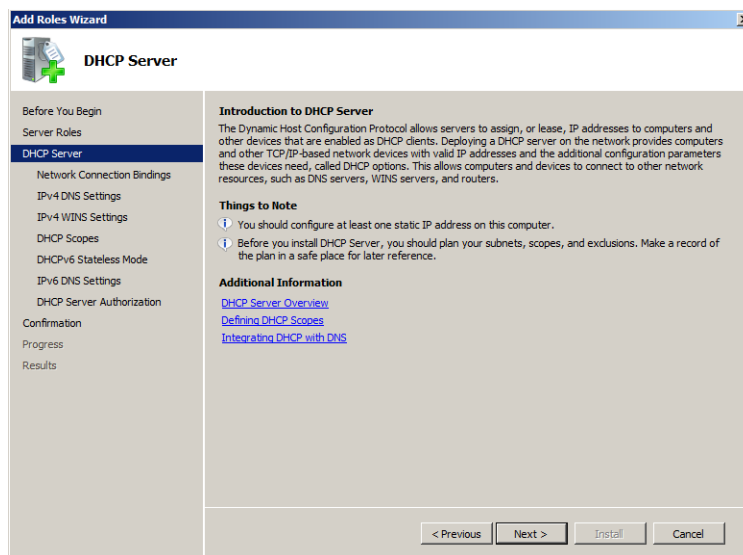 Add Roles Wizard
DHCP Server
Before You Begin
Server Roles
DHCP Server
Network Connection Bindings
IPv4 DNS Settings
IPv4 WINS Settings
DHCP Scopes
DHCPv6 Stateless Mode
IPv6 DNS Settings
DHCP Server Authorization
Confirmation
Progress
Results
Introduction to DHCP Server
The Dynamic Host Configuration Protocol allows servers to assign, or lease, IP addresses to computers and
other devices that are enabled as DHCP clients. Deploying a DHCP server on the network provides computers
and other TCP/IP-based network devices with valid IP addresses and the additional configuration parameters
these devices need, called DHCP options. This allows computers and devices to connect to other network
resources, such as DNS servers, WINS servers, and routers.
Things to Note
You should configure at least one static IP address on this computer.
Before you install DHCP Server, you should plan your subnets, scopes, and exclusions. Make a record of
the plan in a safe place for later reference.
Additional Information
DHCP Server Overview
Defining DHCP Scopes
Integrating DHCP with DNS
< Previous
Next >
Install
Cancel